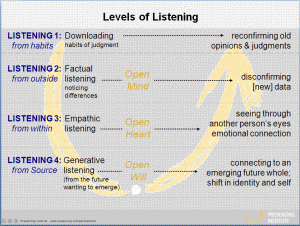 Levels of Listening
LISTENING 1: Downloading
from habits
habits of judgment
reconfirming old
opinions & judgments
LISTENING 2: Factual
from outside
listening
noticing
differences
Open
Mind
disconfirming
[new] data
LISTENING 3: Empathic
from within
listening
Open
Heart
seeing through
another person's eyes
emotional connection
LISTENING 4: Generative
from Source
listening
(from the future
wanting to emerge)
Open
Will
connecting to an
emerging future whole;
shift in identity and self
PRESENCING
INSTITUTE